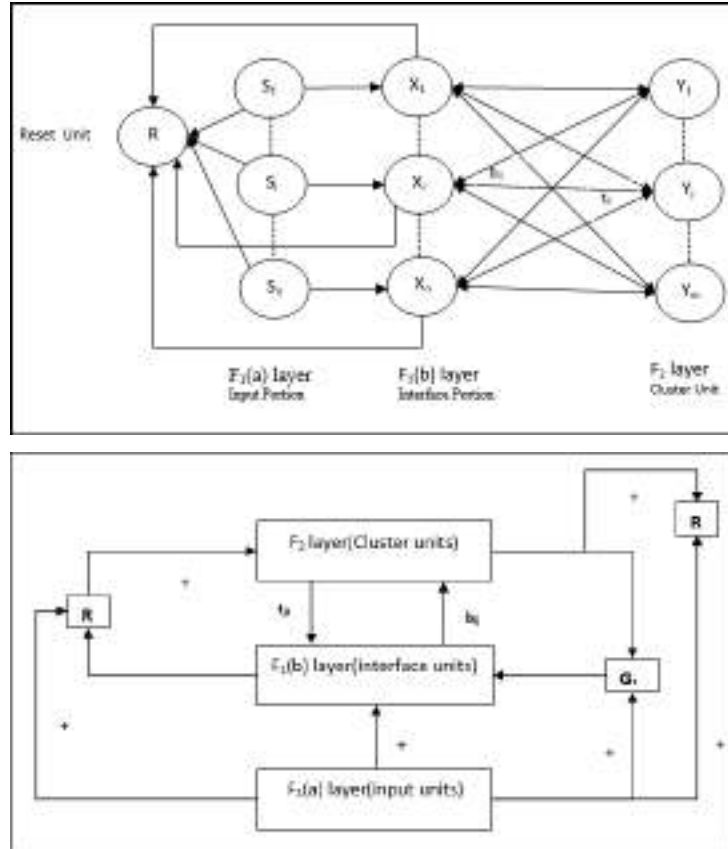 S₁
X₁
Y₁
Reset Unit
R
Sᵢ
Xᵢ
bᵢⱼ
Yⱼ
Sₙ
Xₙ
Yₘ
F₁(a) layer
Input Portion
F₁(b) layer
Interface Portion
F₂ layer
Cluster Unit
+
R
F₂ layer(Cluster units)
+
R
tⱼᵢ
bᵢⱼ
F₁(b) layer(interface units)
G₁
+
+
+
+
F₁(a) layer(input units)